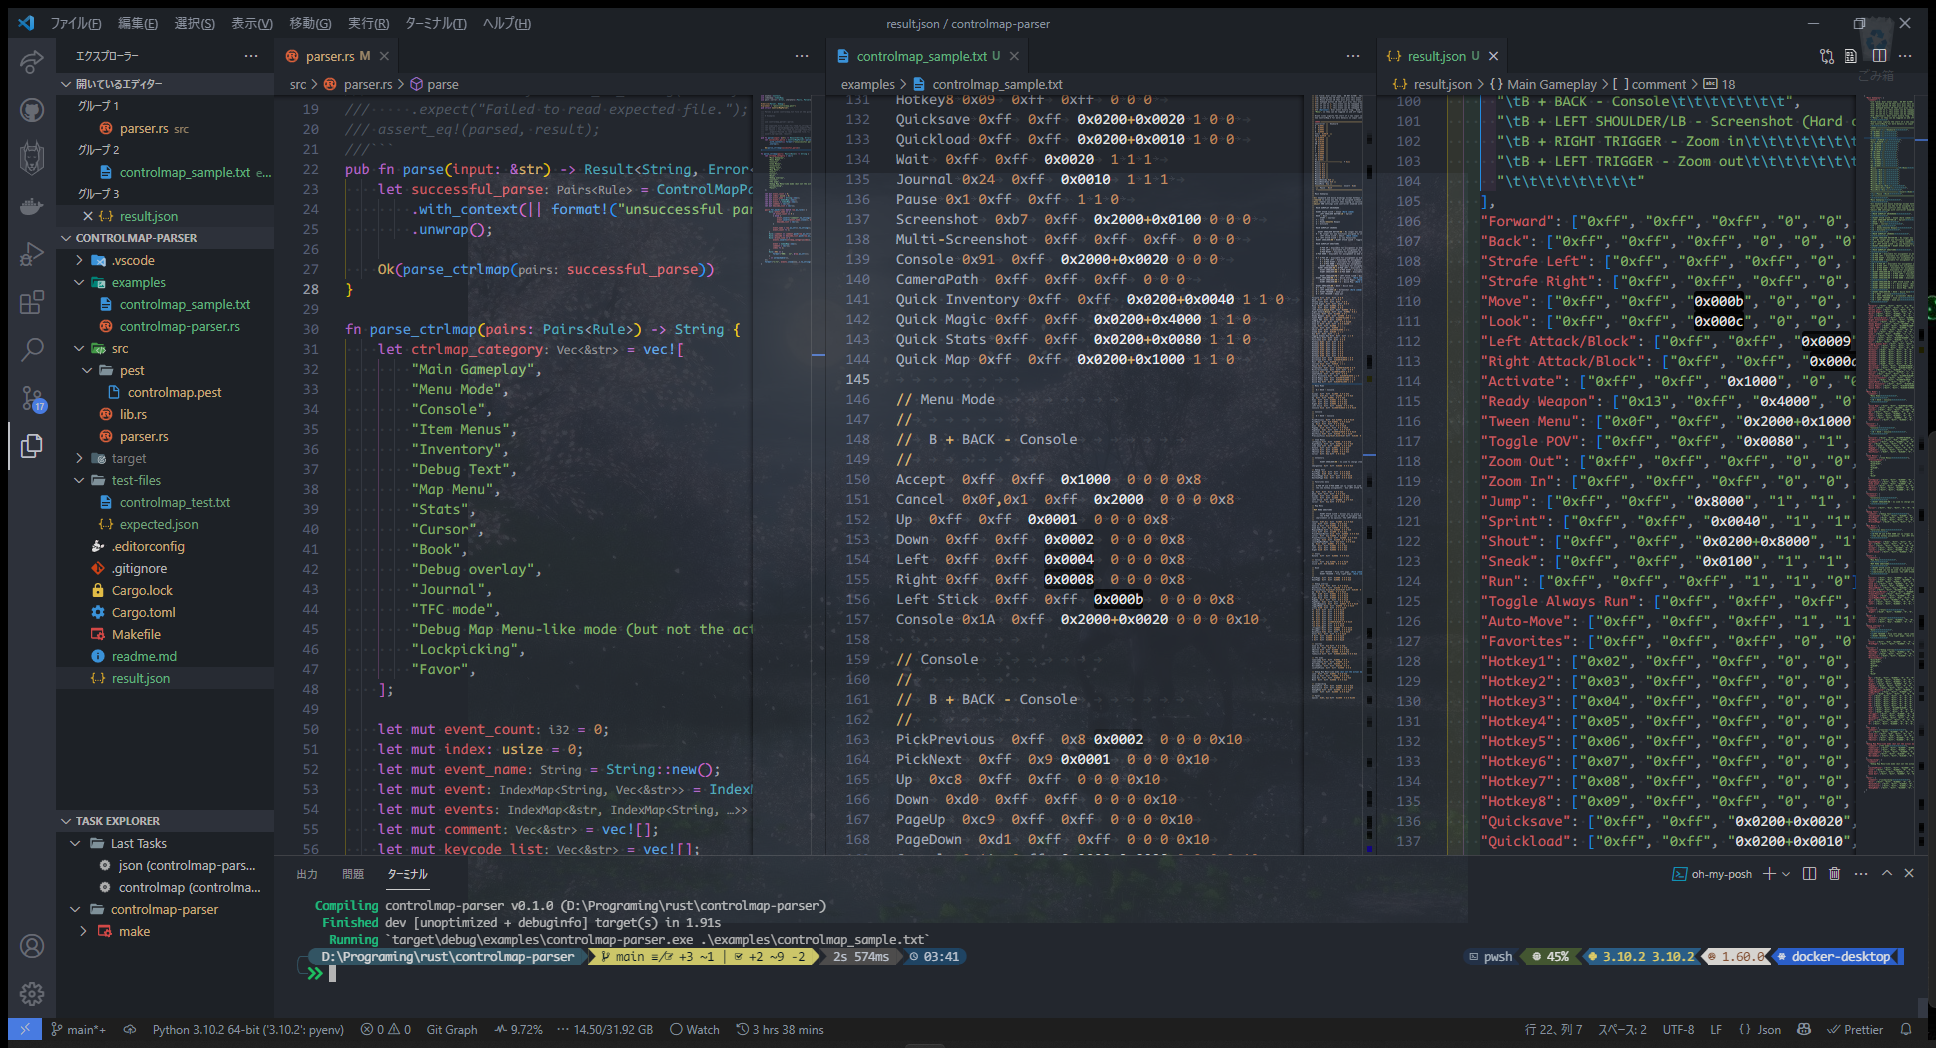 ファイル(F) 編集(E) 選択(S) 表示(V) 移動(G) 実行(R) ターミナル(T) ヘルプ(H)
result.json / controlmap-parser
ごみ箱
エクスプローラー
開いているエディター
グループ 1
parser.rs src
グループ 2
controlmap_sample.txt e...
グループ 3
result.json
CONTROLMAP-PARSER
.vscode
examples
controlmap_sample.txt
controlmap-parser.rs
src
pest
controlmap.pest
lib.rs
parser.rs
target
test-files
controlmap_test.txt
expected.json
.editorconfig
.gitignore
Cargo.lock
Cargo.toml
Makefile
readme.md
result.json
TASK EXPLORER
Last Tasks
json (controlmap-pars...
controlmap (controlma...
controlmap-parser
make
17
parser.rs M
src > parser.rs > parse
19 /// .expect("Failed to read expected file.");
20 /// assert_eq!(parsed, result);
21 ///```
22 pub fn parse(input: &str) -> Result<String, Error<
23 let successful_parse: Pairs<Rule> = ControlMapPa
24 .with_context(|| format!("unsuccessful par
25 .unwrap();
26
27 Ok(parse_ctrlmap(pairs: successful_parse))
28 }
29
30 fn parse_ctrlmap(pairs: Pairs<Rule>) -> String {
31 let ctrlmap_category: Vec<&str> = vec![
32 "Main Gameplay",
33 "Menu Mode",
34 "Console",
35 "Item Menus",
36 "Inventory",
37 "Debug Text",
38 "Map Menu",
39 "Stats",
40 "Cursor",
41 "Book",
42 "Debug overlay",
43 "Journal",
44 "TFC mode",
45 "Debug Map Menu-like mode (but not the act
46 "Lockpicking",
47 "Favor",
48 ];
49
50 let mut event_count: i32 = 0;
51 let mut index: usize = 0;
52 let mut event_name: String = String::new();
53 let mut event: IndexMap<String, Vec<&str>> = IndexM
54 let mut events: IndexMap<&str, IndexMap<String, …>>
55 let mut comment: Vec<&str> = vec![];
56 let mut keycode_list: Vec<&str> = vec![];
controlmap_sample.txt U
examples > controlmap_sample.txt
131 Hotkey8 0x09 0xff 0xff 0 0 0
132 Quicksave 0xff 0xff 0x0200+0x0020 1 0 0
133 Quickload 0xff 0xff 0x0200+0x0010 1 0 0
134 Wait 0xff 0xff 0x0020 1 1 1
135 Journal 0x24 0xff 0x0010 1 1 1
136 Pause 0x1 0xff 0xff 1 1 0
137 Screenshot 0xb7 0xff 0x2000+0x0100 0 0 0
138 Multi-Screenshot 0xff 0xff 0xff 0 0 0
139 Console 0x91 0xff 0x2000+0x0020 0 0 0
140 CameraPath 0xff 0xff 0xff 0 0 0
141 Quick Inventory 0xff 0xff 0x0200+0x0040 1 1 0
142 Quick Magic 0xff 0xff 0x0200+0x4000 1 1 0
143 Quick Stats 0xff 0xff 0x0200+0x0080 1 1 0
144 Quick Map 0xff 0xff 0x0200+0x1000 1 1 0
145
146 // Menu Mode
147 //
148 // B + BACK - Console
149 //
150 Accept 0xff 0xff 0x1000 0 0 0 0x8
151 Cancel 0x0f,0x1 0xff 0x2000 0 0 0 0x8
152 Up 0xff 0xff 0x0001 0 0 0 0x8
153 Down 0xff 0xff 0x0002 0 0 0 0x8
154 Left 0xff 0xff 0x0004 0 0 0 0x8
155 Right 0xff 0xff 0x0008 0 0 0 0x8
156 Left Stick 0xff 0xff 0x000b 0 0 0 0x8
157 Console 0x1A 0xff 0x2000+0x0020 0 0 0 0x10
158
159 // Console
160 //
161 // B + BACK - Console
162 //
163 PickPrevious 0xff 0x8 0x0002 0 0 0 0x10
164 PickNext 0xff 0x9 0x0001 0 0 0 0x10
165 Up 0xc8 0xff 0xff 0 0 0 0x10
166 Down 0xd0 0xff 0xff 0 0 0 0x10
167 PageUp 0xc9 0xff 0xff 0 0 0 0x10
168 PageDown 0xd1 0xff 0xff 0 0 0 0x10
result.json U
result.json > { } Main Gameplay > [ ] comment > 18
100 "\tB + BACK - Console\t\t\t\t\t\t\t",
101 "\tB + LEFT SHOULDER/LB - Screenshot (Hard d
102 "\tB + RIGHT TRIGGER - Zoom in\t\t\t\t\t\t\t
103 "\tB + LEFT TRIGGER - Zoom out\t\t\t\t\t\t\t
104 "\t\t\t\t\t\t\t\t"
105 ],
106 "Forward": ["0xff", "0xff", "0xff", "0", "0",
107 "Back": ["0xff", "0xff", "0xff", "0", "0", "0"
108 "Strafe Left": ["0xff", "0xff", "0xff", "0",
109 "Strafe Right": ["0xff", "0xff", "0xff", "0",
110 "Move": ["0xff", "0xff", "0x000b", "0", "0",
111 "Look": ["0xff", "0xff", "0x000c", "0", "0",
112 "Left Attack/Block": ["0xff", "0xff", "0x0009"
113 "Right Attack/Block": ["0xff", "0xff", "0x000
114 "Activate": ["0xff", "0xff", "0x1000", "0", "0
115 "Ready Weapon": ["0x13", "0xff", "0x4000", "0"
116 "Tween Menu": ["0x0f", "0xff", "0x2000+0x1000"
117 "Toggle POV": ["0xff", "0xff", "0x0080", "1",
118 "Zoom Out": ["0xff", "0xff", "0xff", "0", "0",
119 "Zoom In": ["0xff", "0xff", "0xff", "0", "0",
120 "Jump": ["0xff", "0xff", "0x8000", "1", "1",
121 "Sprint": ["0xff", "0xff", "0x0040", "1", "1",
122 "Shout": ["0xff", "0xff", "0x0200+0x8000", "1"
123 "Sneak": ["0xff", "0xff", "0x0100", "1", "1",
124 "Run": ["0xff", "0xff", "0xff", "1", "1", "0"]
125 "Toggle Always Run": ["0xff", "0xff", "0xff",
126 "Auto-Move": ["0xff", "0xff", "0xff", "1", "1"
127 "Favorites": ["0xff", "0xff", "0xff", "0", "0"
128 "Hotkey1": ["0x02", "0xff", "0xff", "0", "0",
129 "Hotkey2": ["0x03", "0xff", "0xff", "0", "0",
130 "Hotkey3": ["0x04", "0xff", "0xff", "0", "0",
131 "Hotkey4": ["0x05", "0xff", "0xff", "0", "0",
132 "Hotkey5": ["0x06", "0xff", "0xff", "0", "0",
133 "Hotkey6": ["0x07", "0xff", "0xff", "0", "0",
134 "Hotkey7": ["0x08", "0xff", "0xff", "0", "0",
135 "Hotkey8": ["0x09", "0xff", "0xff", "0", "0",
136 "Quicksave": ["0xff", "0xff", "0x0200+0x0020",
137 "Quickload": ["0xff", "0xff", "0x0200+0x0010",
出力 問題 ターミナル
oh-my-posh
Compiling controlmap-parser v0.1.0 (D:\Programing\rust\controlmap-parser)
Finished dev [unoptimized + debuginfo] target(s) in 1.91s
Running `target\debug\examples\controlmap-parser.exe .\examples\controlmap_sample.txt`
D:\Programing\rust\controlmap-parser main ≡/ +3 ~1 | +2 ~9 -2 2s 574ms 03:41
pwsh 45% 3.10.2 3.10.2 1.60.0 docker-desktop
main*+ Python 3.10.2 64-bit ('3.10.2': pyenv) 0 0 Git Graph 9.72% 14.50/31.92 GB Watch 3 hrs 38 mins
行 22、列 7 スペース: 2 UTF-8 LF { } Json Prettier